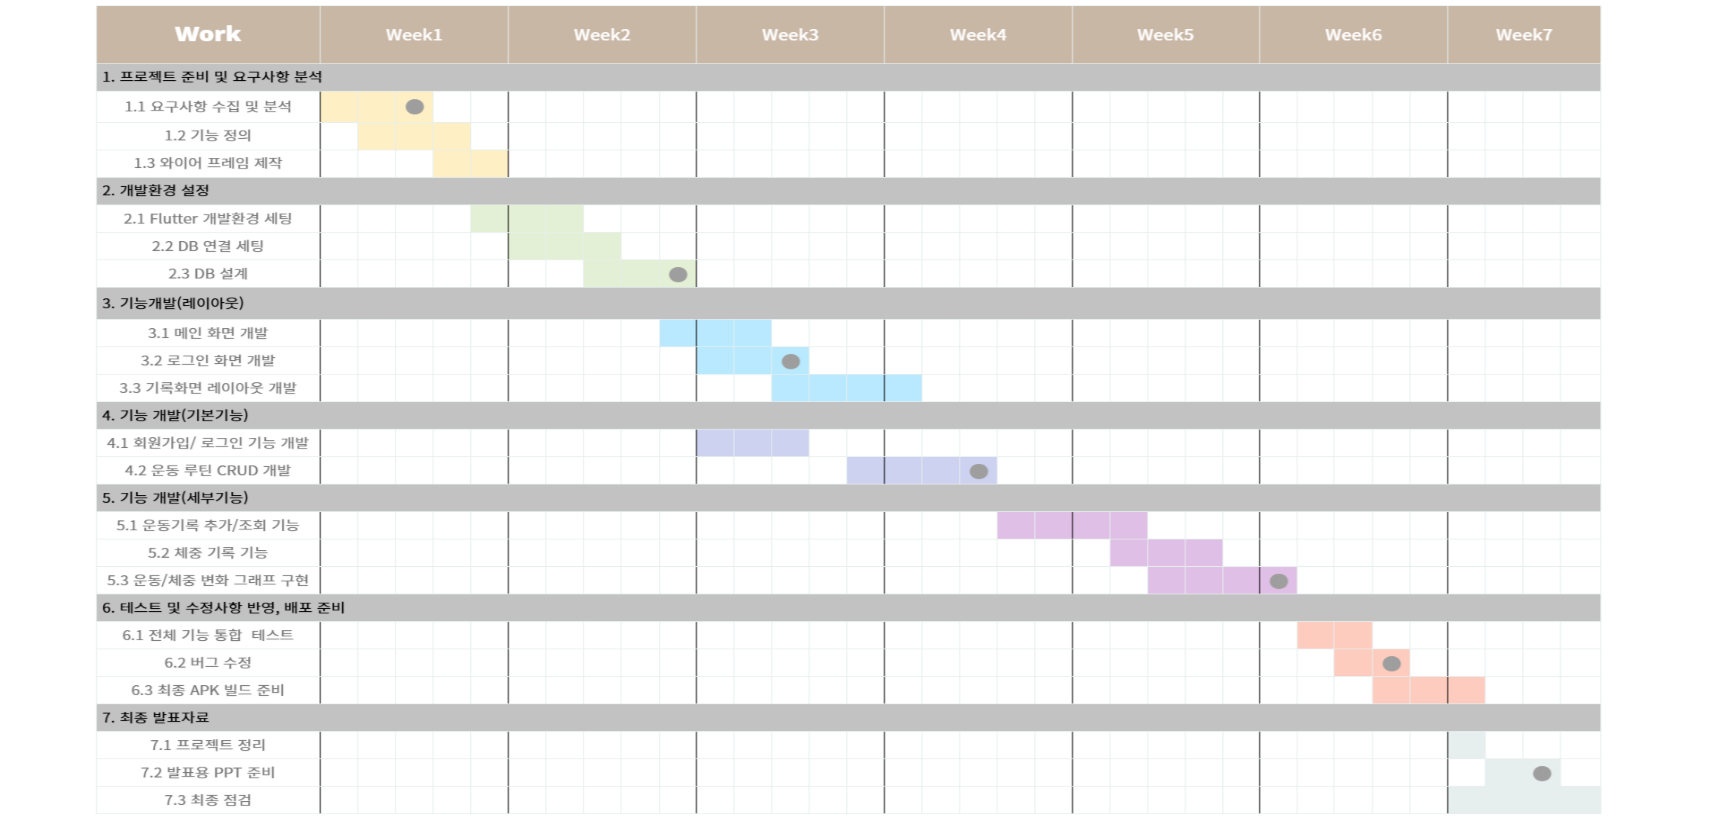 Work Week1 Week2 Week3 Week4 Week5 Week6 Week7
1. 프로젝트 준비 및 요구사항 분석
1.1 요구사항 수집 및 분석
1.2 기능 정의
1.3 와이어 프레임 제작
2. 개발환경 설정
2.1 Flutter 개발환경 세팅
2.2 DB 연결 세팅
2.3 DB 설계
3. 기능개발(레이아웃)
3.1 메인 화면 개발
3.2 로그인 화면 개발
3.3 기록화면 레이아웃 개발
4. 기능 개발(기본기능)
4.1 회원가입/ 로그인 기능 개발
4.2 운동 루틴 CRUD 개발
5. 기능 개발(세부기능)
5.1 운동기록 추가/조회 기능
5.2 체중 기록 기능
5.3 운동/체중 변화 그래프 구현
6. 테스트 및 수정사항 반영, 배포 준비
6.1 전체 기능 통합  테스트
6.2 버그 수정
6.3 최종 APK 빌드 준비
7. 최종 발표자료
7.1 프로젝트 정리
7.2 발표용 PPT 준비
7.3 최종 점검